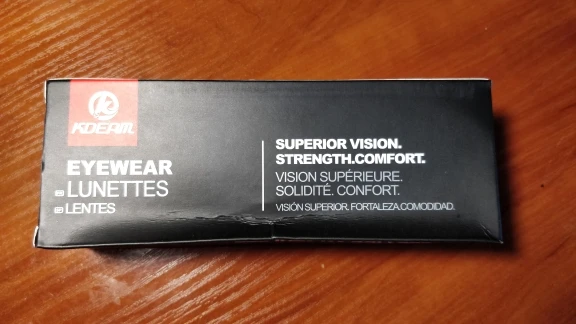 KDEAM
EYEWEAR
LUNETTES
LENTES
SUPERIOR VISION.
STRENGTH.COMFORT.
VISION SUPÉRIEURE.
SOLIDITÉ. CONFORT.
VISIÓN SUPERIOR. FORTALEZA.COMODIDAD.